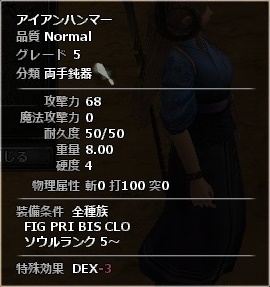 アイアンハンマー
品質 Normal
グレード 5
分類 両手鈍器
攻撃力 68
魔法攻撃力 0
耐久度 50/50
重量 8.00
硬度 4
物理属性 斬0 打100 突0
装備条件 全種族
FIG PRI BIS CLO
ソウルランク 5～
特殊効果 DEX-3
じる